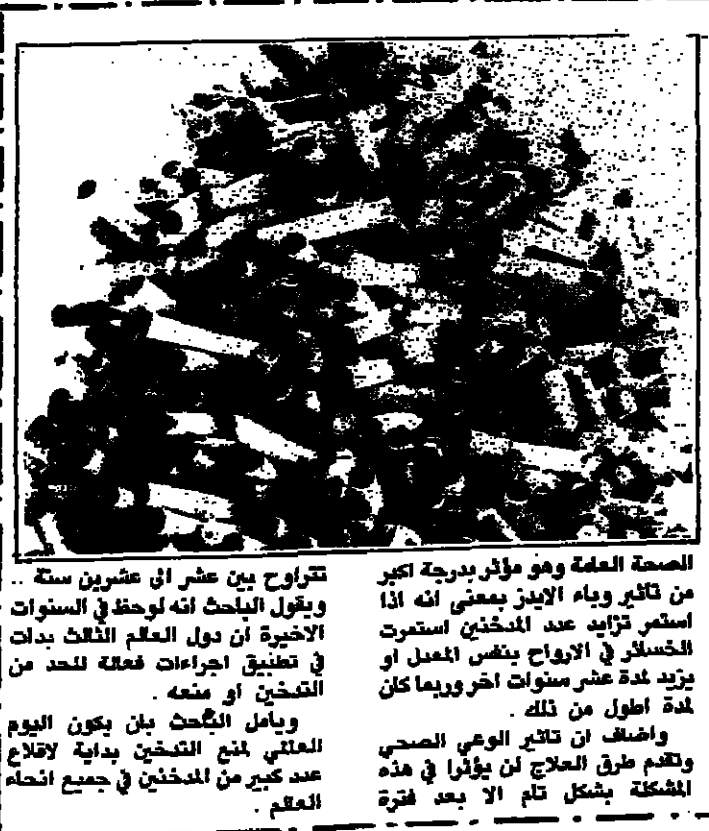 الصحة العامة وهو مؤثر بدرجة اكبر
من تاثير وباء الايدز بمعنى انه اذا
استمر تزايد عدد المدخنين استمرت
الخسائر في الارواح بنفس المعدل او
يزيد لمدة عشر سنوات اخر وربما كان
لمدة اطول من ذلك .
واضاف ان تاثير الوعي الصحي
وتقدم طرق العلاج لن يؤثرا في هذه
المشكلة بشكل تام الا بعد فترة
تتراوح بين عشر الى عشرين سنة ..
ويقول الباحث انه لوحظ في السنوات
الاخيرة ان دول العالم الثالث بدات
في تطبيق اجراءات فعالة للحد من
التدخين او منعه .
ويامل الباحث بان يكون اليوم
العالمي لمنع التدخين بداية لاقلاع
عدد كبير من المدخنين في جميع انحاء
العالم .